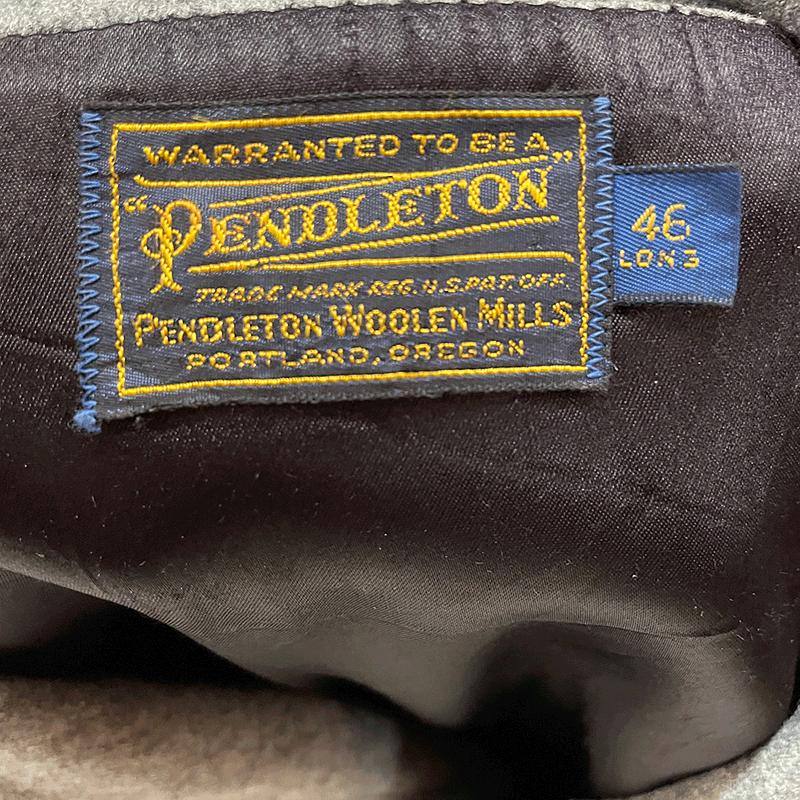 WARRANTED TO BE A
"PENDLETON"
TRADE MARK REG. U.S. PAT. OFF.
PENDLETON WOOLEN MILLS
PORTLAND, OREGON
46
LONG